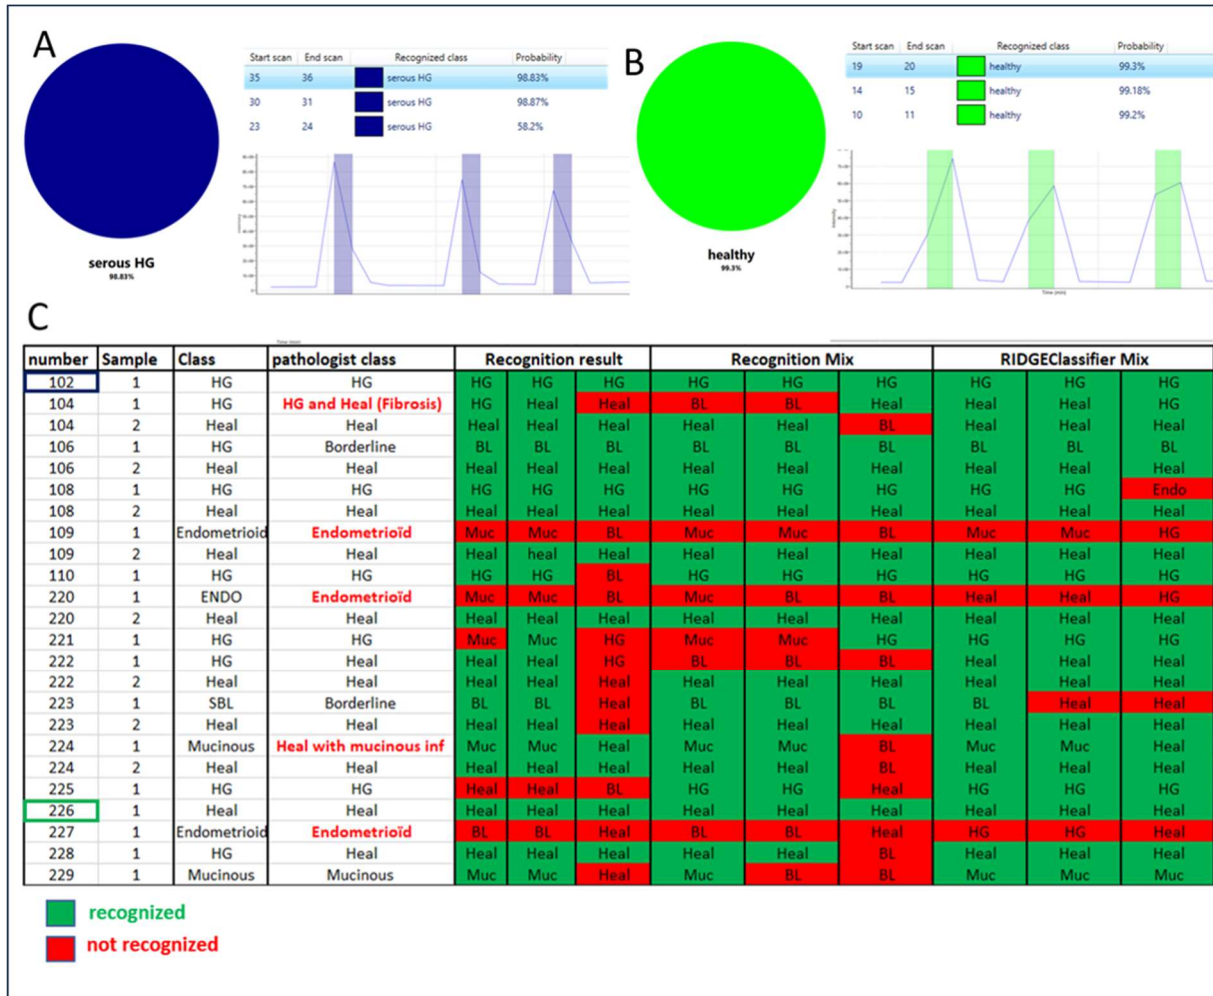 A
Start scan End scan Recognized class Probability
35 36 serous HG 98.83%
30 31 serous HG 98.87%
23 24 serous HG 58.2%
serous HG
98.83%
B
Start scan End scan Recognized class Probability
19 20 healthy 99.3%
14 15 healthy 99.18%
10 11 healthy 99.2%
healthy
99.3%
Time (min)
C
number Sample Class pathologist class Recognition result Recognition Mix RIDGEClassifier Mix
102 1 HG HG HG HG HG HG HG HG HG HG HG
104 1 HG HG and Heal (Fibrosis) HG Heal Heal BL BL Heal Heal Heal HG
104 2 Heal Heal Heal Heal Heal Heal Heal BL Heal Heal Heal
106 1 HG Borderline BL BL BL BL BL BL BL BL BL
106 2 Heal Heal Heal Heal Heal Heal Heal Heal Heal Heal Heal
108 1 HG HG HG HG HG HG HG HG HG HG Endo
108 2 Heal Heal Heal Heal Heal Heal Heal Heal Heal Heal Heal
109 1 Endometrioid Endometrioïd Muc Muc BL Muc Muc BL Muc Muc HG
109 2 Heal Heal Heal heal Heal Heal Heal Heal Heal Heal Heal
110 1 HG HG HG HG BL HG HG HG HG HG HG
220 1 ENDO Endometrioïd Muc Muc BL Muc BL BL Heal Heal HG
220 2 Heal Heal Heal Heal Heal Heal Heal Heal Heal Heal Heal
221 1 HG HG Muc Muc HG Muc Muc HG HG HG HG
222 1 HG Heal Heal Heal HG BL BL BL Heal Heal Heal
222 2 Heal Heal Heal Heal Heal Heal Heal Heal Heal Heal Heal
223 1 SBL Borderline BL BL Heal BL BL BL BL Heal Heal
223 2 Heal Heal Heal Heal Heal Heal Heal Heal Heal Heal Heal
224 1 Mucinous Heal with mucinous inf Muc Muc Heal Muc Muc BL Muc Muc Heal
224 2 Heal Heal Heal Heal Heal Heal Heal BL Heal Heal Heal
225 1 HG HG Heal Heal BL HG HG Heal HG HG HG
226 1 Heal Heal Heal Heal Heal Heal Heal Heal Heal Heal Heal
227 1 Endometrioid Endometrioïd BL BL Heal BL BL Heal HG HG Heal
228 1 HG Heal Heal Heal Heal Heal Heal BL Heal Heal Heal
229 1 Mucinous Mucinous Muc Muc Heal Muc BL BL Muc Muc Muc
recognized
not recognized